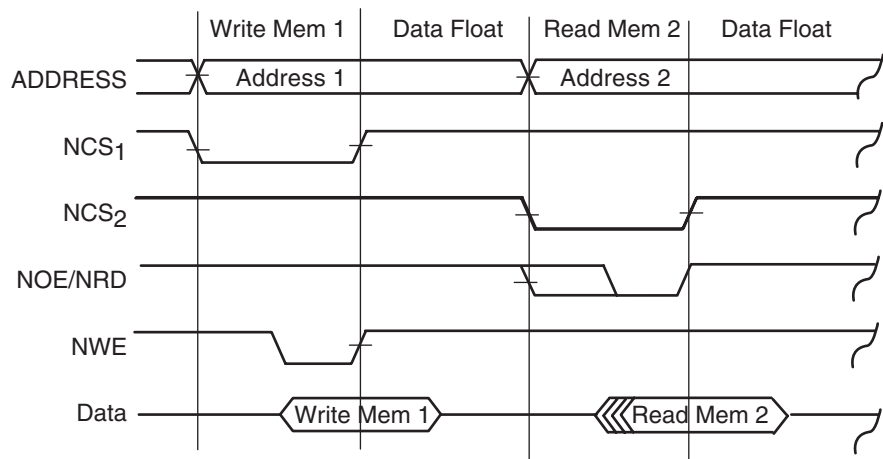 Write Mem 1 Data Float Read Mem 2 Data Float
ADDRESS Address 1 Address 2
NCS1
NCS2
NOE/NRD
NWE
Data Write Mem 1 Read Mem 2